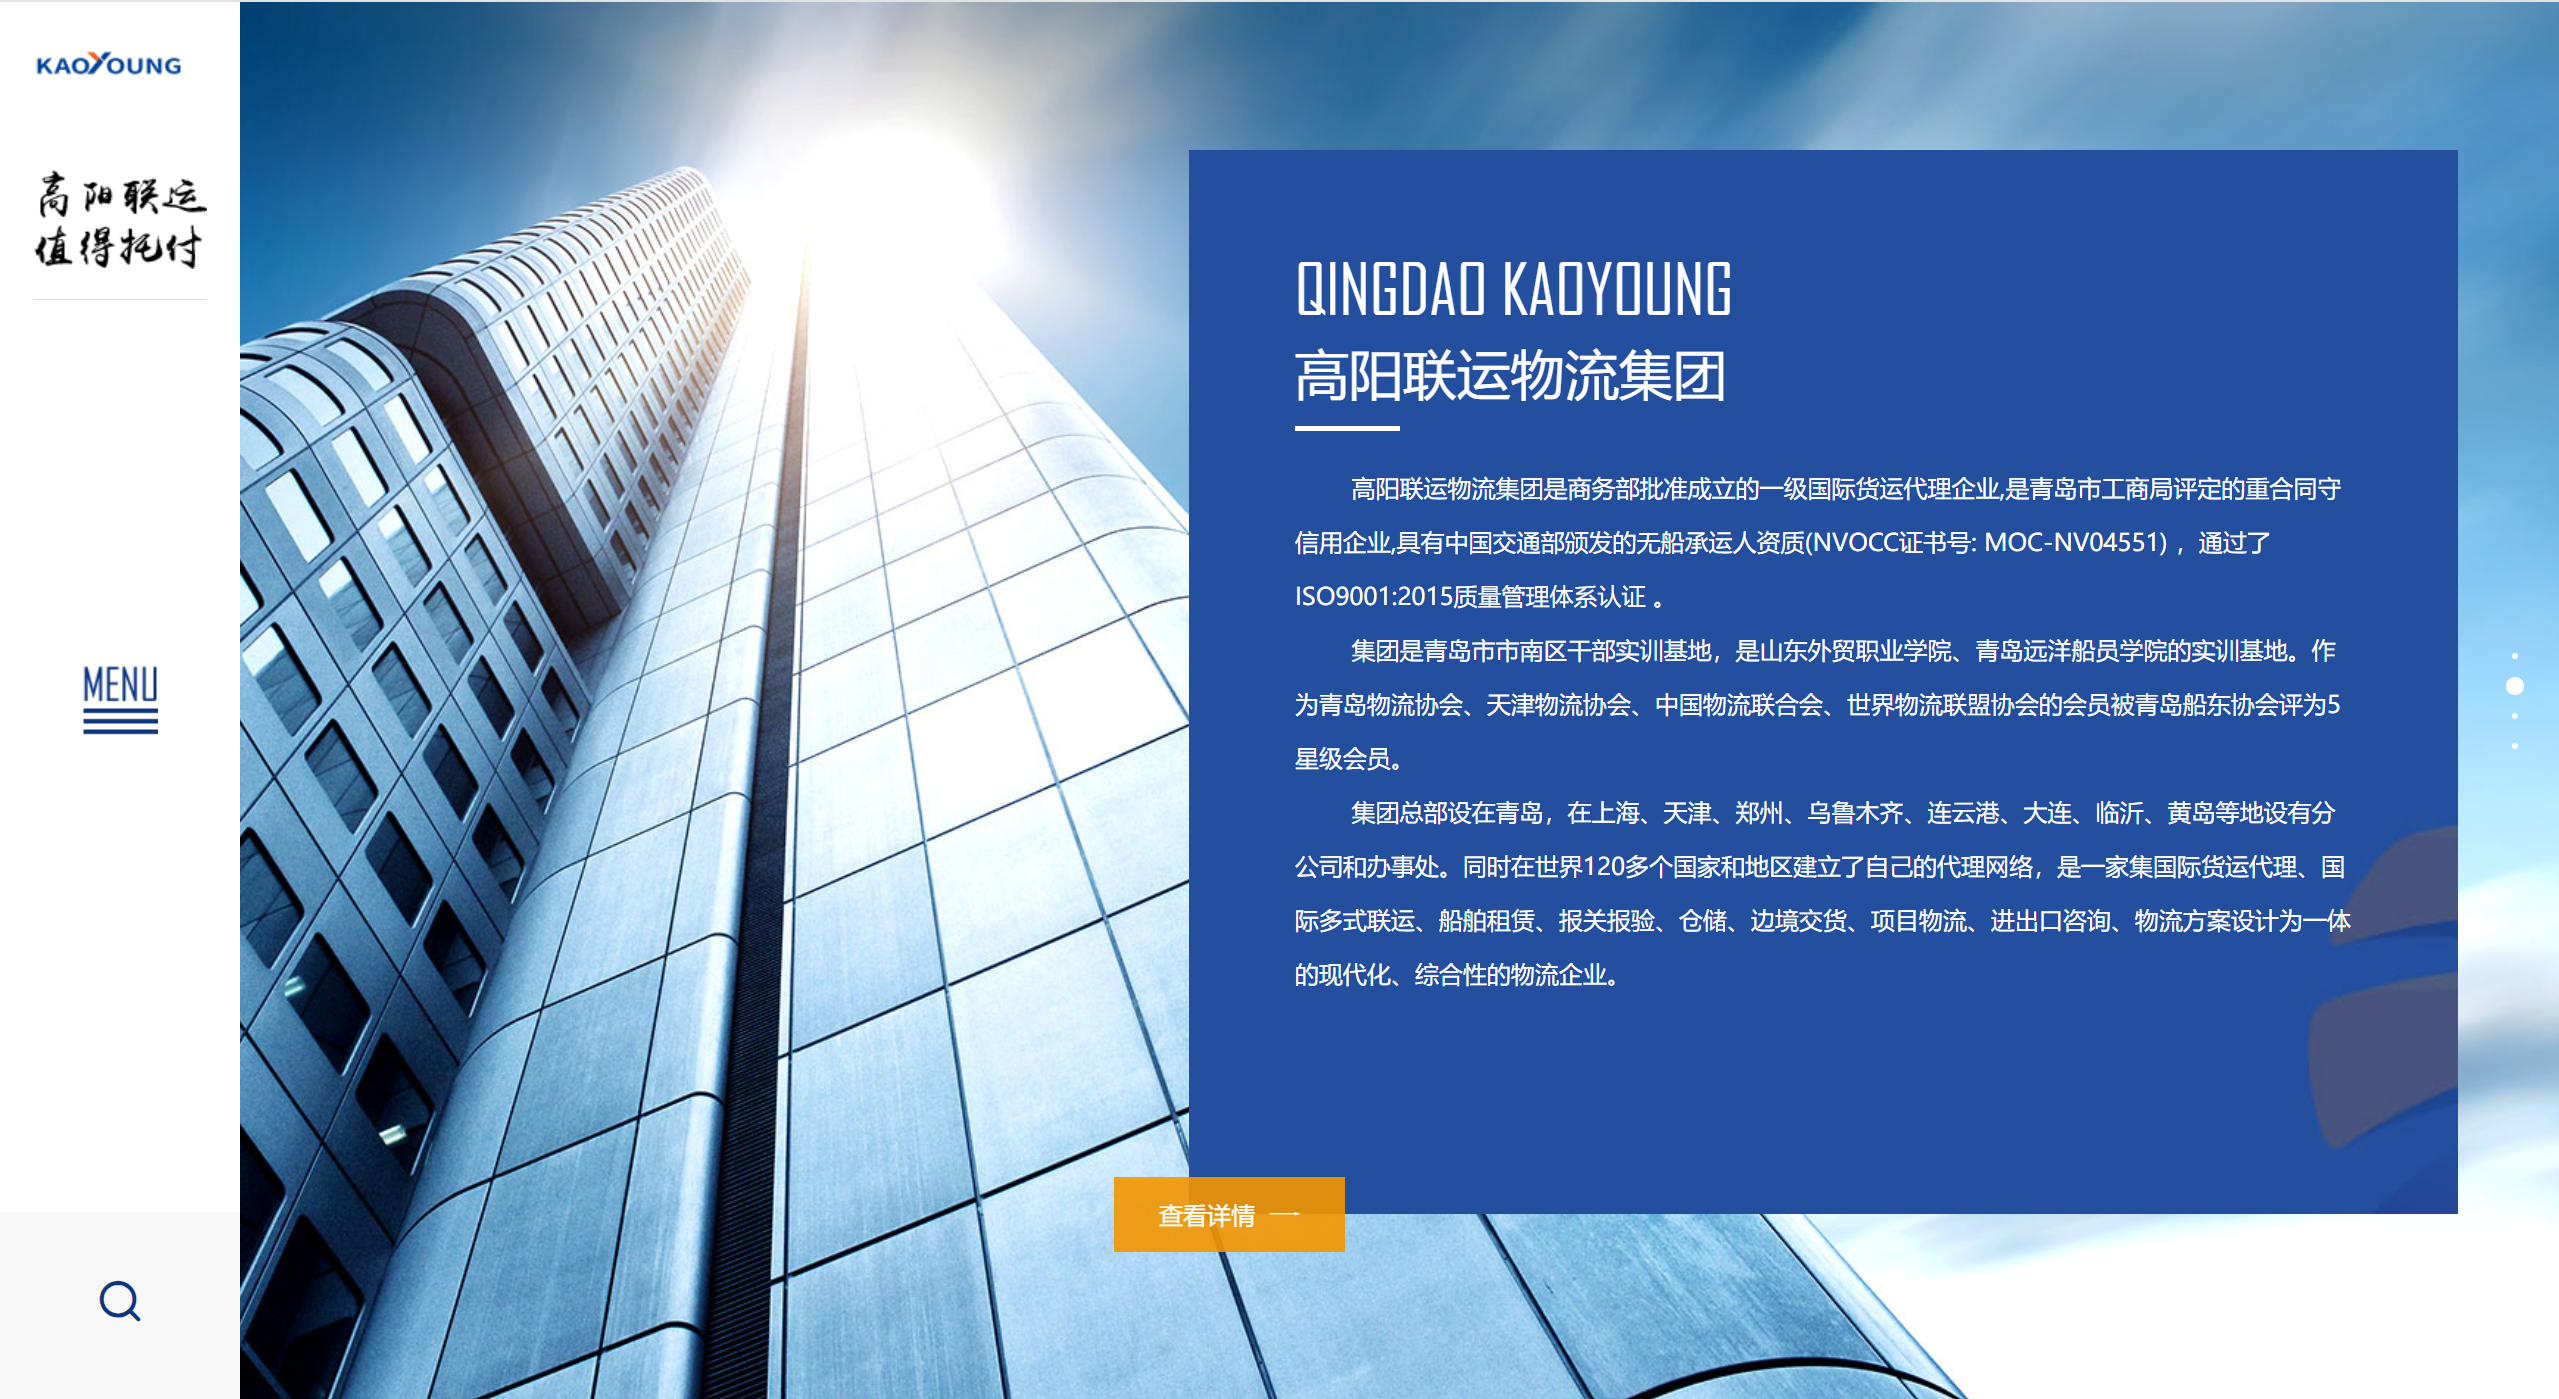 KAOYOUNG
高阳联运
值得托付
MENU
QINGDAO KAOYOUNG
高阳联运物流集团
高阳联运物流集团是商务部批准成立的一级国际货运代理企业,是青岛市工商局评定的重合同守
信用企业,具有中国交通部颁发的无船承运人资质(NVOCC证书号: MOC-NV04551) ，通过了
ISO9001:2015质量管理体系认证 。
集团是青岛市市南区干部实训基地，是山东外贸职业学院、青岛远洋船员学院的实训基地。作
为青岛物流协会、天津物流协会、中国物流联合会、世界物流联盟协会的会员被青岛船东协会评为5
星级会员。
集团总部设在青岛，在上海、天津、郑州、乌鲁木齐、连云港、大连、临沂、黄岛等地设有分
公司和办事处。同时在世界120多个国家和地区建立了自己的代理网络，是一家集国际货运代理、国
际多式联运、船舶租赁、报关报验、仓储、边境交货、项目物流、进出口咨询、物流方案设计为一体
的现代化、综合性的物流企业。
查看详情